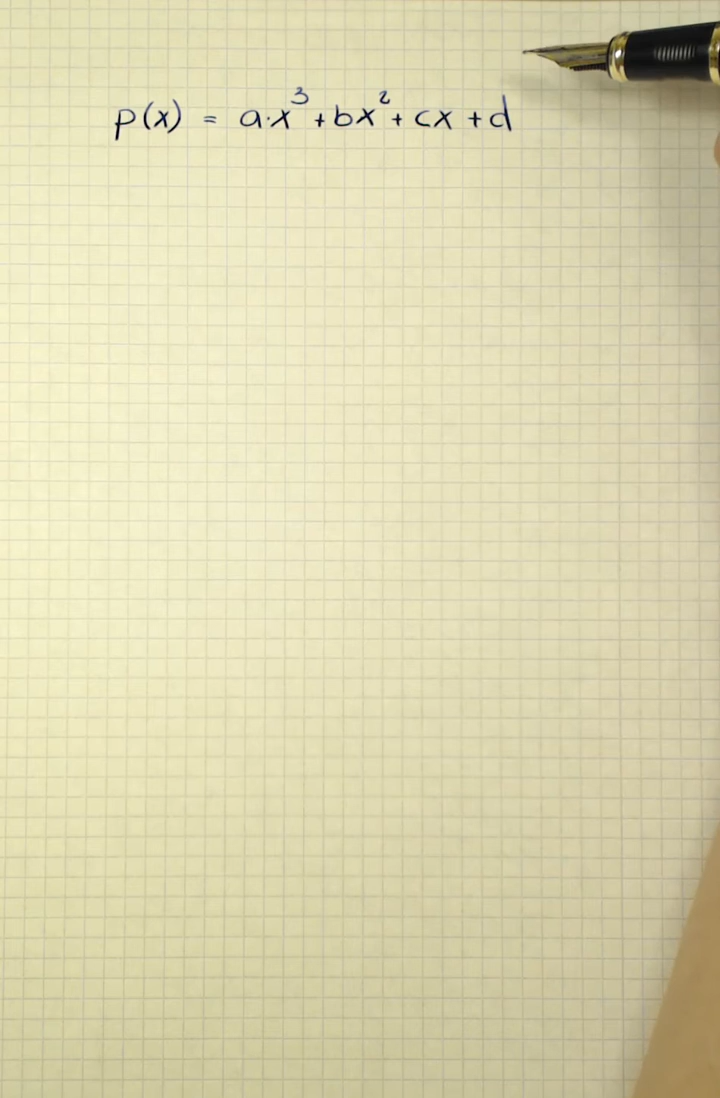 p(x) = a·x³+bx²+cx+d